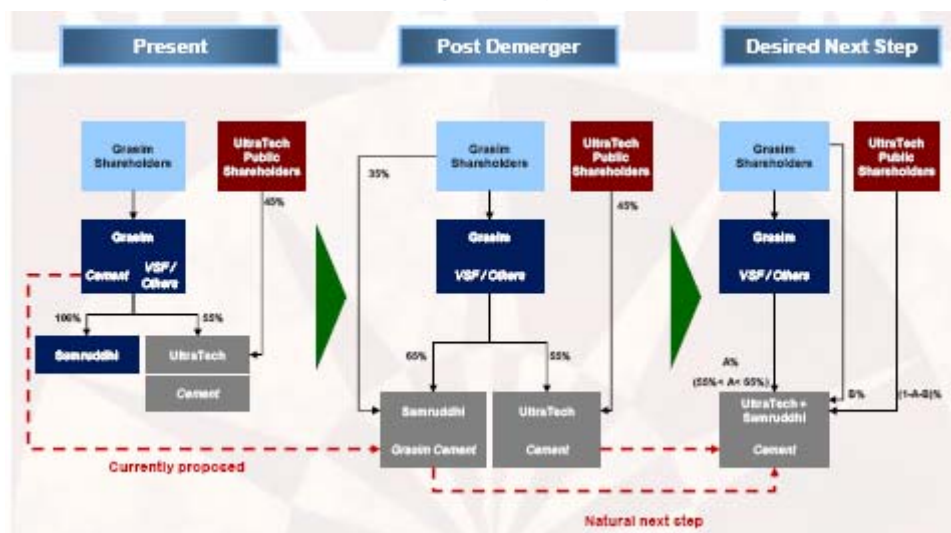 Present
Post Demerger
Desired Next Step
Grasim
Shareholders
UltraTech
Public
Shareholders
45%
Grasim
Cement
VSF /
Others
100%
55%
Samruddhi
UltraTech
Cement
Currently proposed
Grasim
Shareholders
UltraTech
Public
Shareholders
35%
45%
Grasim
VSF / Others
65%
55%
Samruddhi
Grasim Cement
UltraTech
Cement
Natural next step
Grasim
Shareholders
UltraTech
Public
Shareholders
Grasim
VSF / Others
A%
(55% < A < 65%)
B%
(1-A-B)%
UltraTech +
Samruddhi
Cement